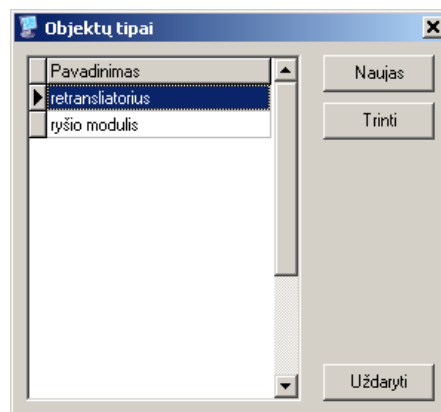 Objektų tipai
Pavadinimas
retransliatorius
ryšio modulis
Naujas
Trinti
Uždaryti